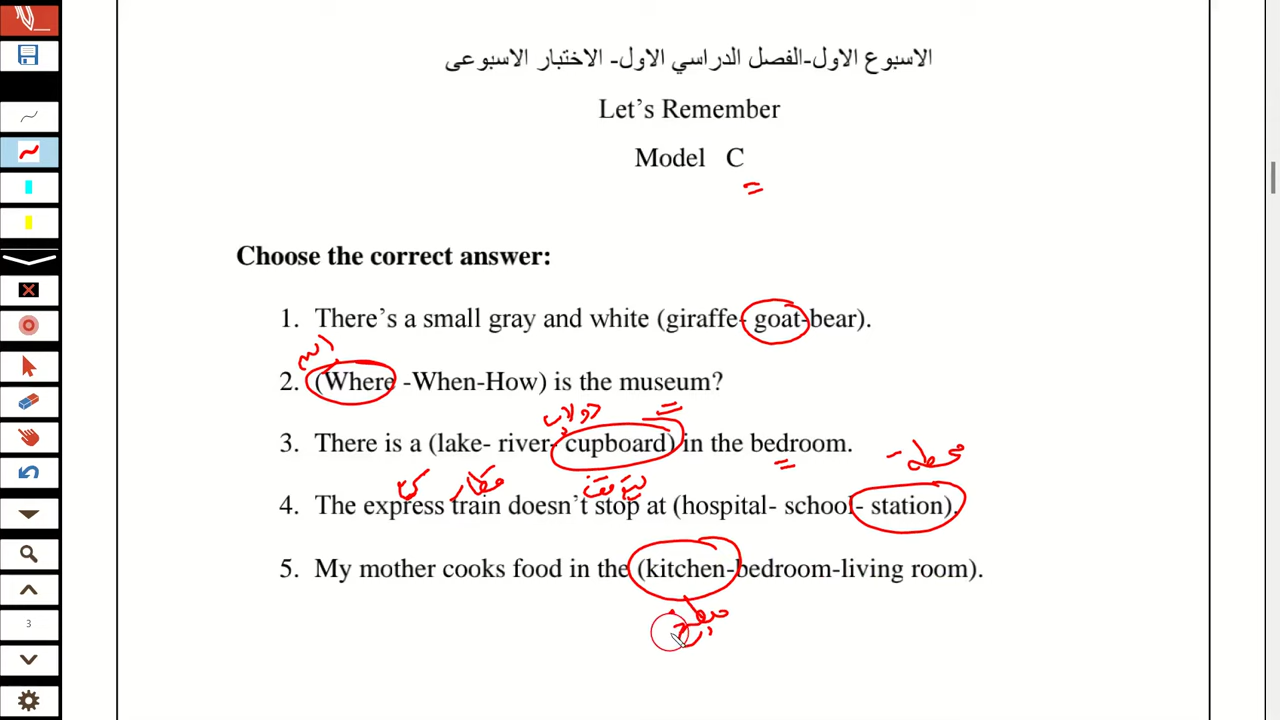 الاسبوع الاول-الفصل الدراسي الاول- الاختبار الاسبوعى
Let's Remember
Model C
Choose the correct answer:
1. There's a small gray and white (giraffe- goat-bear).
اين
2. (Where -When-How) is the museum?
دولاب
3. There is a (lake- river- cupboard) in the bedroom.
محطة
قطار
4. The express train doesn't stop at (hospital- school- station).
5. My mother cooks food in the (kitchen-bedroom-living room).
مطبخ
3